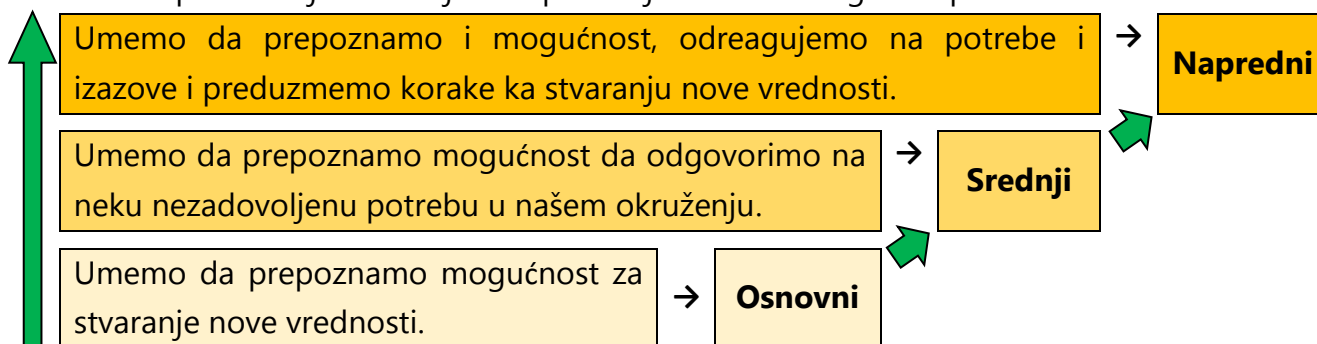 Umemo da prepoznamo i mogućnost, odreagujemo na potrebe i
izazove i preduzmemo korake ka stvaranju nove vrednosti.
→
Napredni
Umemo da prepoznamo mogućnost da odgovorimo na
neku nezadovoljenu potrebu u našem okruženju.
→
Srednji
Umemo da prepoznamo mogućnost za
stvaranje nove vrednosti.
→
Osnovni